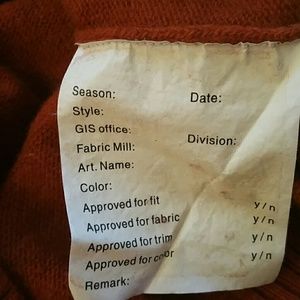 Season: Date:
Style:
GIS office:
Fabric Mill: Division:
Art. Name:
Color:
Approved for fit y/n
Approved for fabric y/n
Approved for trim y/n
Approved for color y/n
Remark: